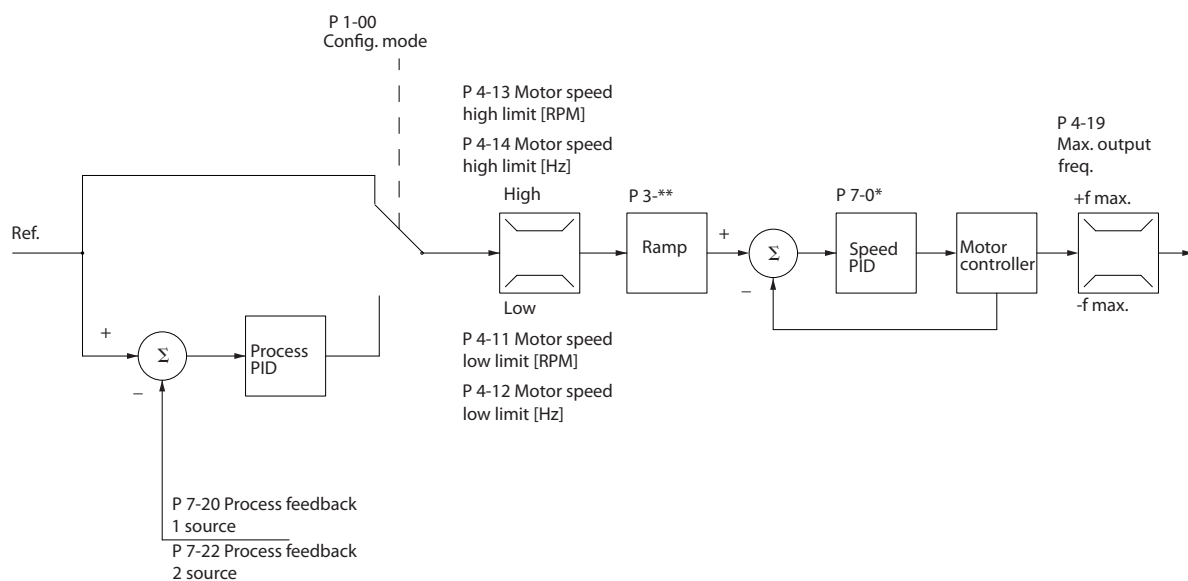 P 1-00
Config. mode
P 4-13 Motor speed
high limit [RPM]
P 4-14 Motor speed
high limit [Hz]
P 4-19
Max. output
freq.
High
P 3-**
P 7-0*
+f max.
Ref.
+
Σ
Ramp
Speed
PID
Motor
controller
−
Low
-f max.
+
Σ
Process
PID
−
P 4-11 Motor speed
low limit [RPM]
P 4-12 Motor speed
low limit [Hz]
P 7-20 Process feedback
1 source
P 7-22 Process feedback
2 source